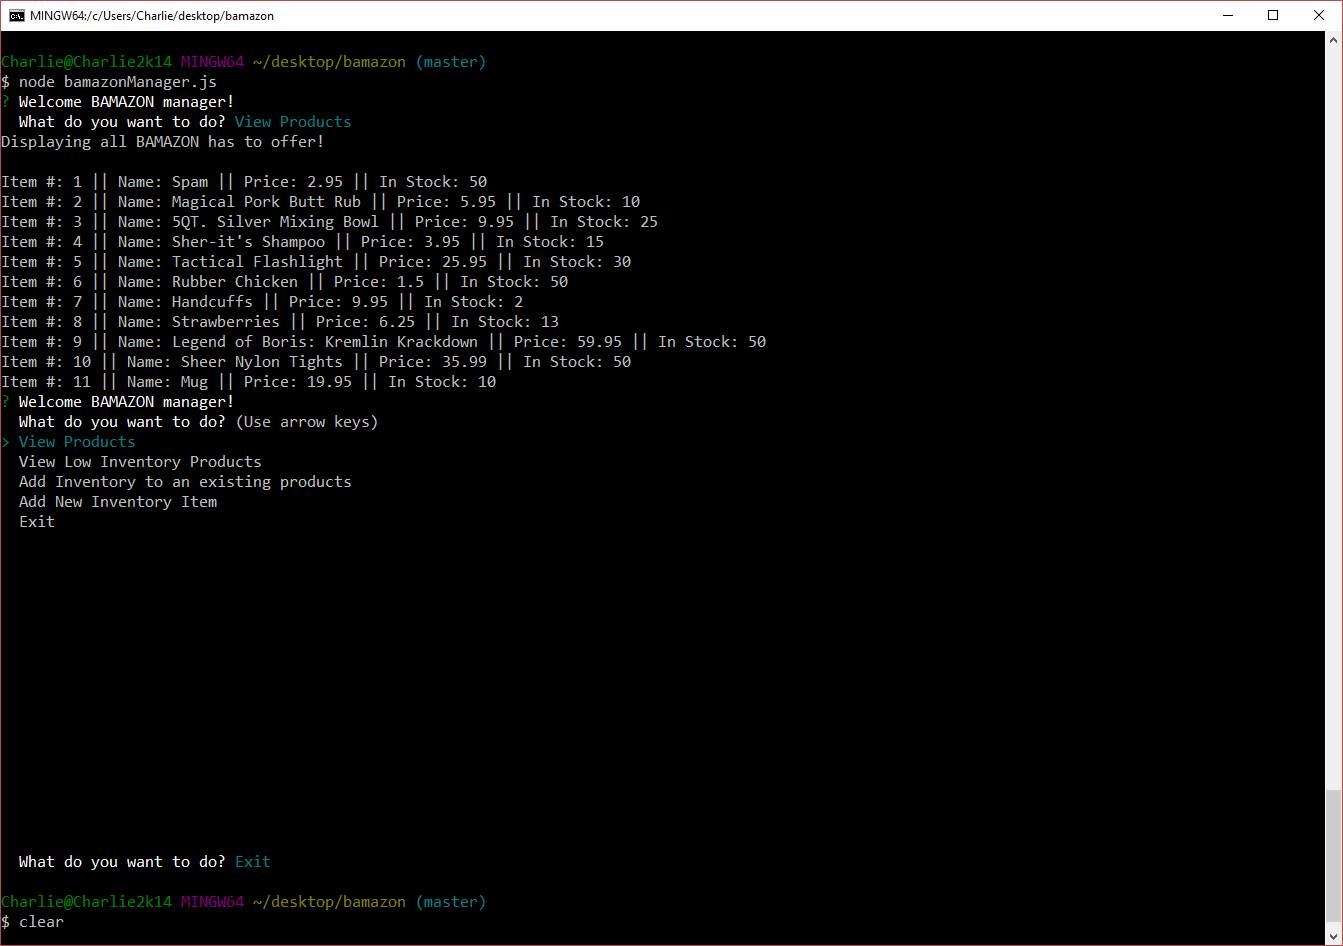 MINGW64:/c/Users/Charlie/desktop/bamazon
Charlie@Charlie2k14 MINGW64 ~/desktop/bamazon (master)
$ node bamazonManager.js
? Welcome BAMAZON manager!
  What do you want to do? View Products
Displaying all BAMAZON has to offer!
Item #: 1 || Name: Spam || Price: 2.95 || In Stock: 50
Item #: 2 || Name: Magical Pork Butt Rub || Price: 5.95 || In Stock: 10
Item #: 3 || Name: 5QT. Silver Mixing Bowl || Price: 9.95 || In Stock: 25
Item #: 4 || Name: Sher-it's Shampoo || Price: 3.95 || In Stock: 15
Item #: 5 || Name: Tactical Flashlight || Price: 25.95 || In Stock: 30
Item #: 6 || Name: Rubber Chicken || Price: 1.5 || In Stock: 50
Item #: 7 || Name: Handcuffs || Price: 9.95 || In Stock: 2
Item #: 8 || Name: Strawberries || Price: 6.25 || In Stock: 13
Item #: 9 || Name: Legend of Boris: Kremlin Krackdown || Price: 59.95 || In Stock: 50
Item #: 10 || Name: Sheer Nylon Tights || Price: 35.99 || In Stock: 50
Item #: 11 || Name: Mug || Price: 19.95 || In Stock: 10
? Welcome BAMAZON manager!
  What do you want to do? (Use arrow keys)
> View Products
  View Low Inventory Products
  Add Inventory to an existing products
  Add New Inventory Item
  Exit
  What do you want to do? Exit
Charlie@Charlie2k14 MINGW64 ~/desktop/bamazon (master)
$ clear